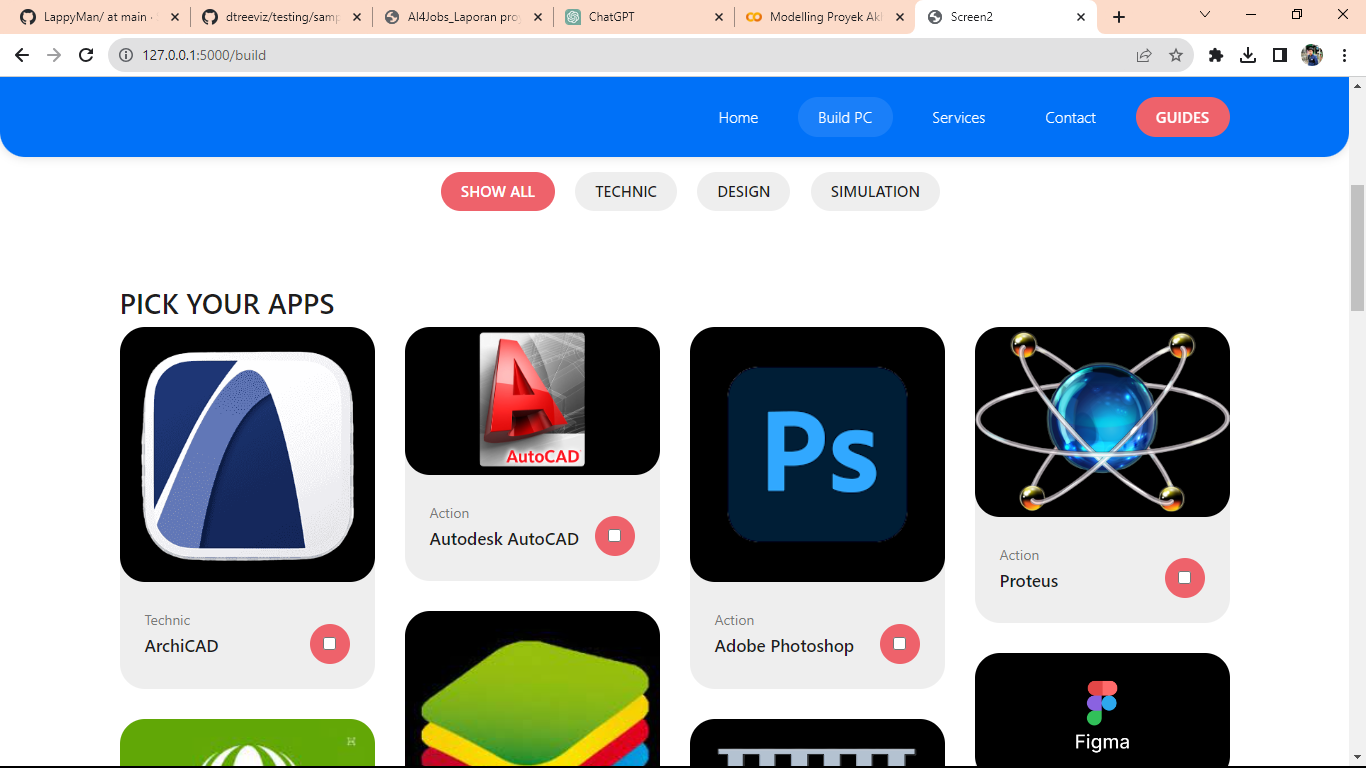 LappyMan/ at main ·
dtreeviz/testing/samp
AI4Jobs_Laporan pro
ChatGPT
Modelling Proyek Ak
Screen2
127.0.0.1:5000/build
Home
Build PC
Services
Contact
GUIDES
SHOW ALL
TECHNIC
DESIGN
SIMULATION
PICK YOUR APPS
AutoCAD
Ps
Technic
ArchiCAD
Action
Autodesk AutoCAD
Action
Adobe Photoshop
Action
Proteus
Figma